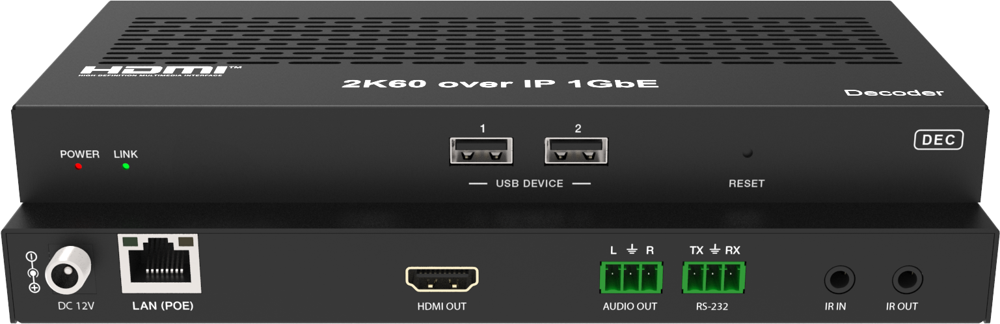 HDMI™
HIGH-DEFINITION MULTIMEDIA INTERFACE
2K60 over IP 1GbE
Decoder
1 2
DEC
POWER LINK
USB DEVICE
RESET
L R TX RX
DC 12V
LAN (POE)
HDMI OUT
AUDIO OUT
RS-232
IR IN
IR OUT